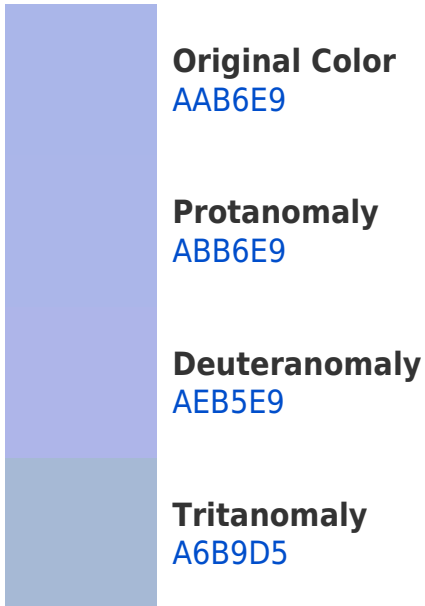 Original Color
AAB6E9
Protanomaly
ABB6E9
Deuteranomaly
AEB5E9
Tritanomaly
A6B9D5